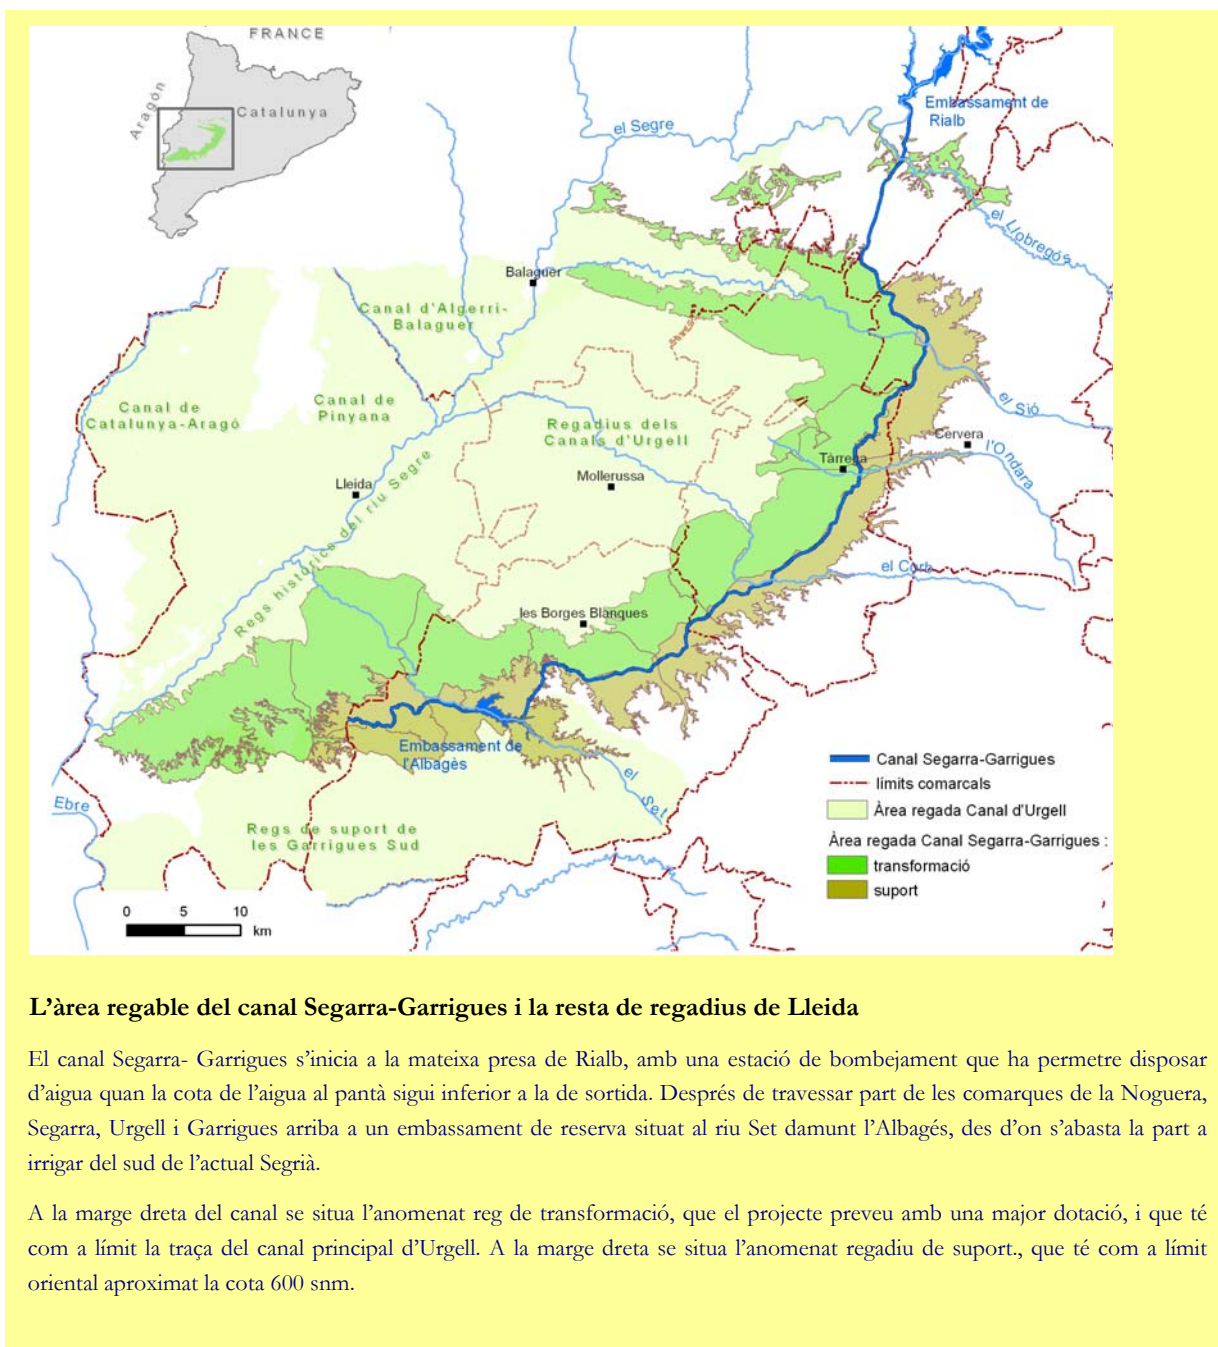 FRANCE
Aragón
Catalunya
Embassament de
Rialb
el Segre
el Llobregós
Balaguer
Canal d'Algerri-
Balaguer
Canal de
Catalunya-Aragó
Canal de
Pinyana
Regadius dels
Canals d'Urgell
el Sió
Cervera
l'Ondara
Tàrrega
Mollerussa
Lleida
Regs històrics del riu Segre
el Corb
les Borges Blanques
Embassament de
l'Albagès
el Set
Ebre
Regs de suport de
les Garrigues Sud
Canal Segarra-Garrigues
límits comarcals
Àrea regada Canal d'Urgell
Àrea regada Canal Segarra-Garrigues :
transformació
suport
0 5 10
km
L’àrea regable del canal Segarra-Garrigues i la resta de regadius de Lleida
El canal Segarra- Garrigues s’inicia a la mateixa presa de Rialb, amb una estació de bombejament que ha permetre disposar
d’aigua quan la cota de l’aigua al pantà sigui inferior a la de sortida. Després de travessar part de les comarques de la Noguera,
Segarra, Urgell i Garrigues arriba a un embassament de reserva situat al riu Set damunt l’Albagés, des d’on s’abasta la part a
irrigar del sud de l’actual Segrià.
A la marge dreta del canal se situa l’anomenat reg de transformació, que el projecte preveu amb una major dotació, i que té
com a límit la traça del canal principal d’Urgell. A la marge dreta se situa l’anomenat regadiu de suport., que té com a límit
oriental aproximat la cota 600 snm.